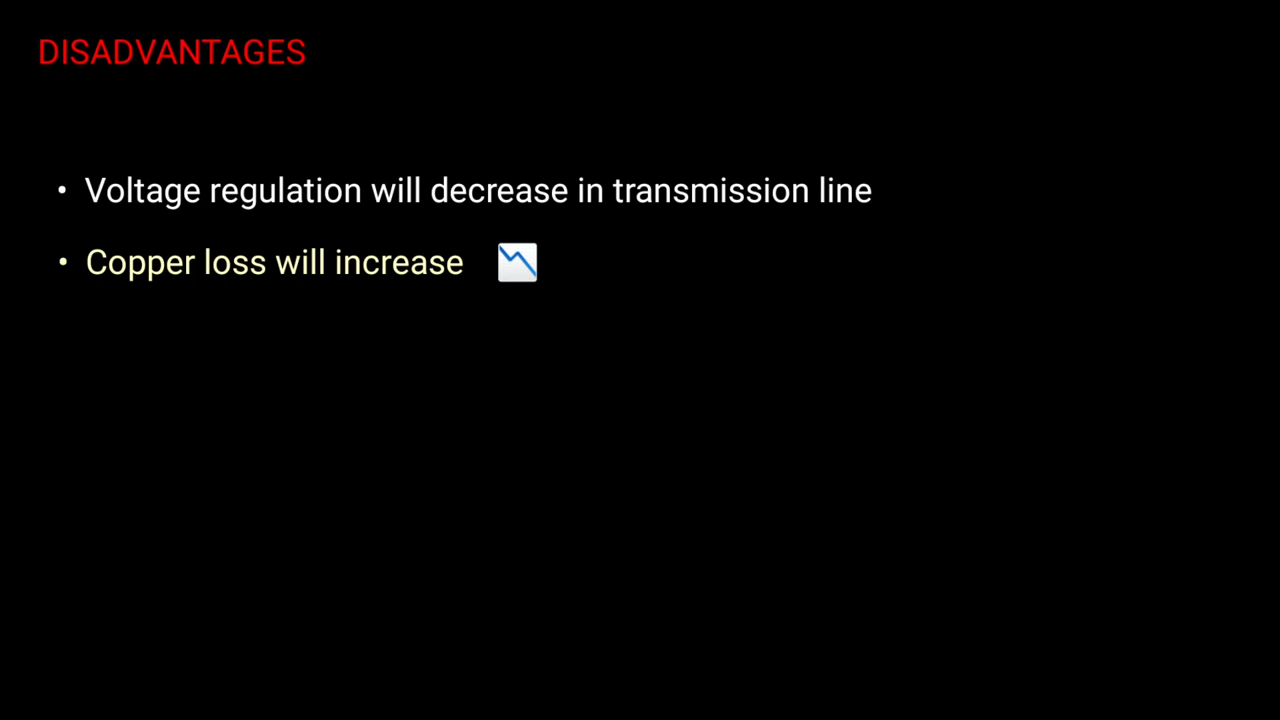 DISADVANTAGES
• Voltage regulation will decrease in transmission line
• Copper loss will increase 📉